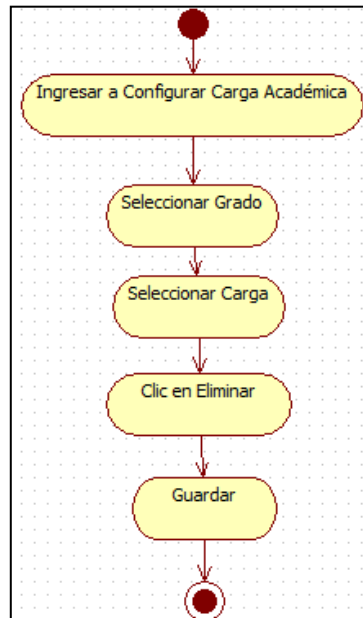 Ingresar a Configurar Carga Académica
Seleccionar Grado
Seleccionar Carga
Clic en Eliminar
Guardar